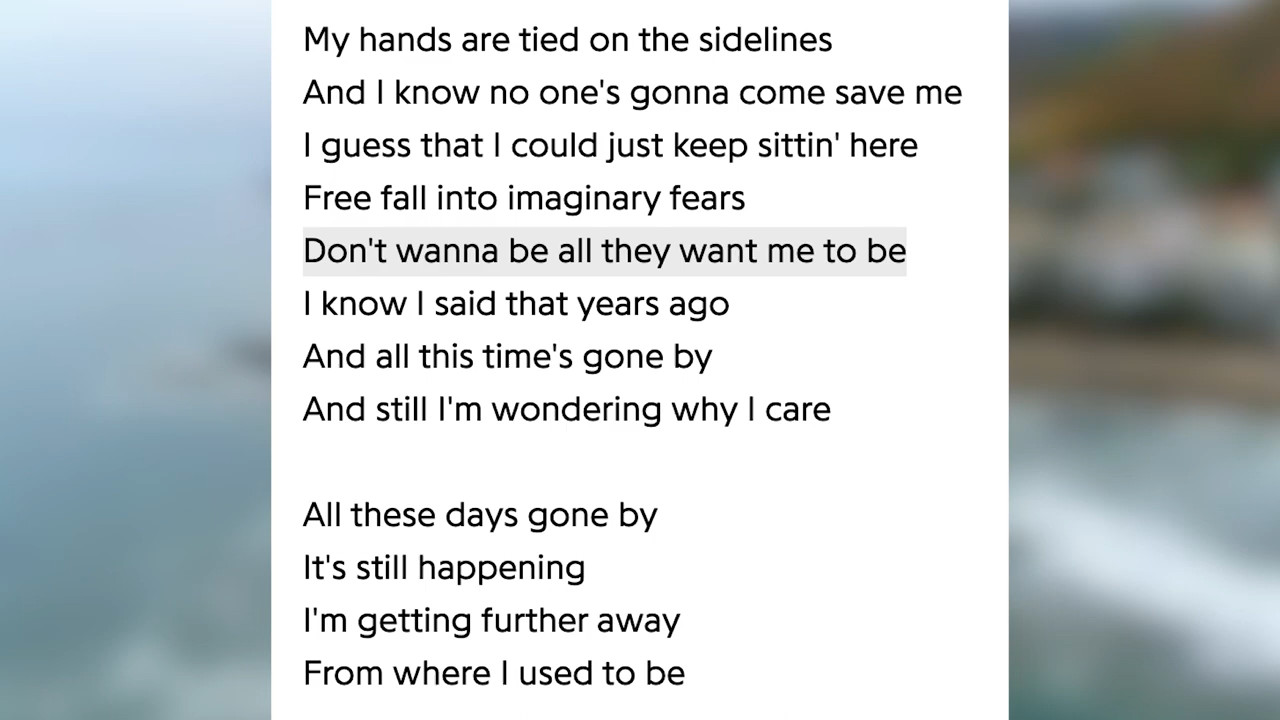 My hands are tied on the sidelines
And I know no one's gonna come save me
I guess that I could just keep sittin' here
Free fall into imaginary fears
Don't wanna be all they want me to be
I know I said that years ago
And all this time's gone by
And still I'm wondering why I care
All these days gone by
It's still happening
I'm getting further away
From where I used to be